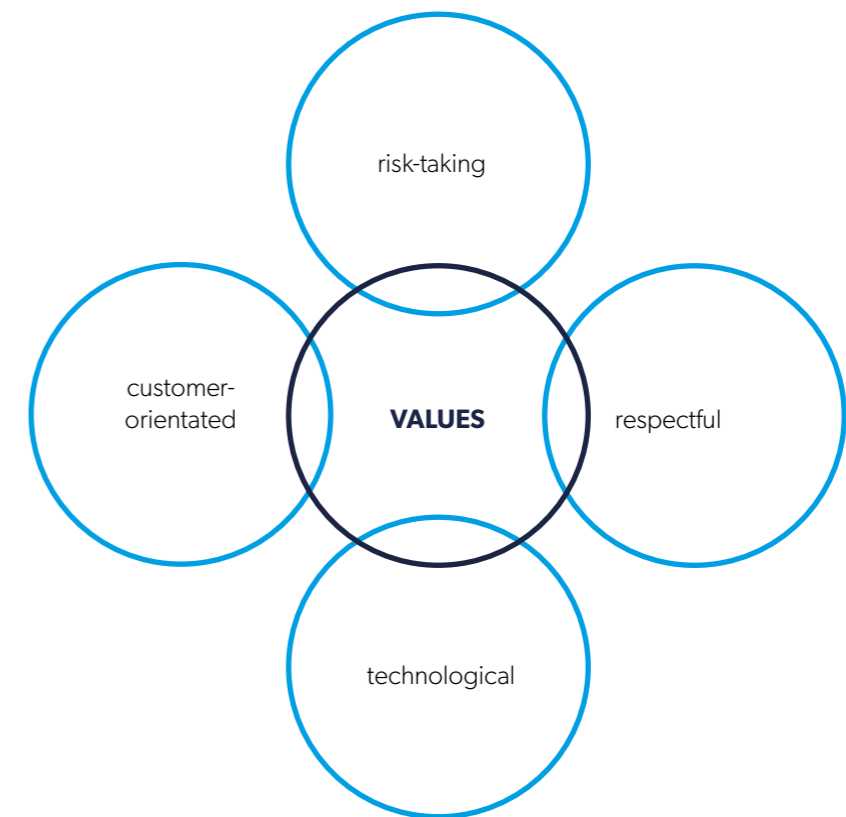 risk-taking
customer-
orientated
VALUES
respectful
technological